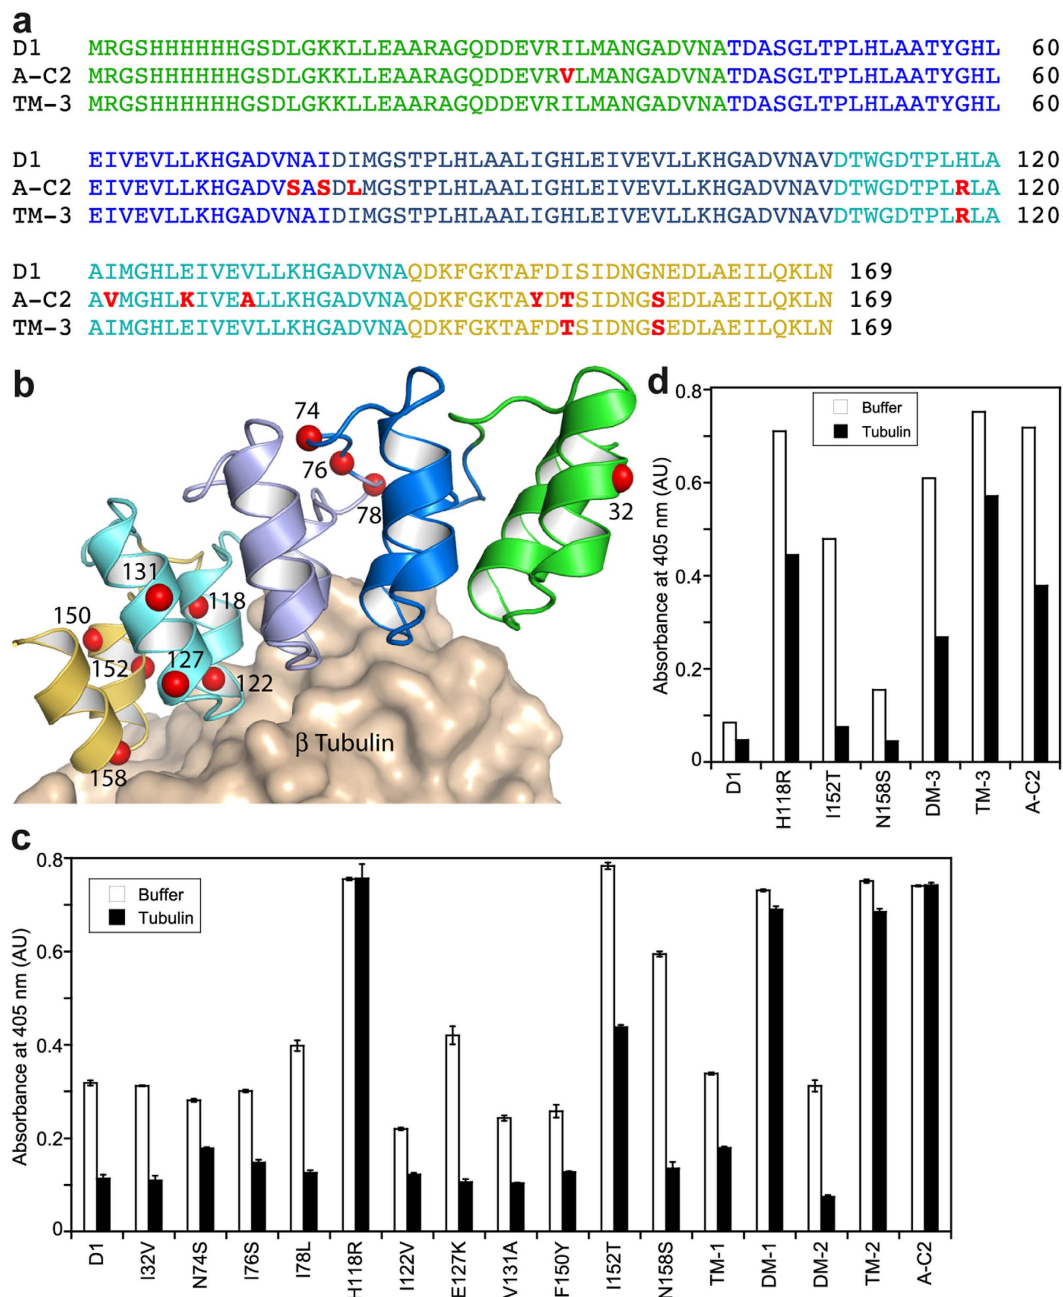 a
D1 MRGSHHHHHHGSDLGKKLLEAARAGQDDEVRILMANGADVNATDASGLTPLHLAATYGHL 60
A-C2 MRGSHHHHHHGSDLGKKLLEAARAGQDDEVRVLMANGADVNATDASGLTPLHLAATYGHL 60
TM-3 MRGSHHHHHHGSDLGKKLLEAARAGQDDEVRILMANGADVNATDASGLTPLHLAATYGHL 60
D1 EIVEVLLKHGADVNAIDIMGSTPLHLAALIGHLEIVEVLLKHGADVNAVDTWGDTPLHLA 120
A-C2 EIVEVLLKHGADVSASDLMGSTPLHLAALIGHLEIVEVLLKHGADVNAVDTWGDTPLRLA 120
TM-3 EIVEVLLKHGADVNAIDIMGSTPLHLAALIGHLEIVEVLLKHGADVNAVDTWGDTPLRLA 120
D1 AIMGHLEIVEVLLKHGADVNAQDKFGKTAFDISIDNGNEDLAEILQKLN 169
A-C2 AVMGHLKIVEALLKHGADVNAQDKFGKTAYDTSIDNGSEDLAEILQKLN 169
TM-3 AIMGHLEIVEVLLKHGADVNAQDKFGKTAFDTSIDNGSEDLAEILQKLN 169
b
74
76
78
32
131
118
150
152
127
122
158
β Tubulin
d
Buffer
Tubulin
Absorbance at 405 nm (AU)
0.8
0.6
0.4
0.2
0
D1
H118R
I152T
N158S
DM-3
TM-3
A-C2
c
Buffer
Tubulin
Absorbance at 405 nm (AU)
0.8
0.6
0.4
0.2
0
D1
I32V
N74S
I76S
I78L
H118R
I122V
E127K
V131A
F150Y
I152T
N158S
TM-1
DM-1
DM-2
TM-2
A-C2